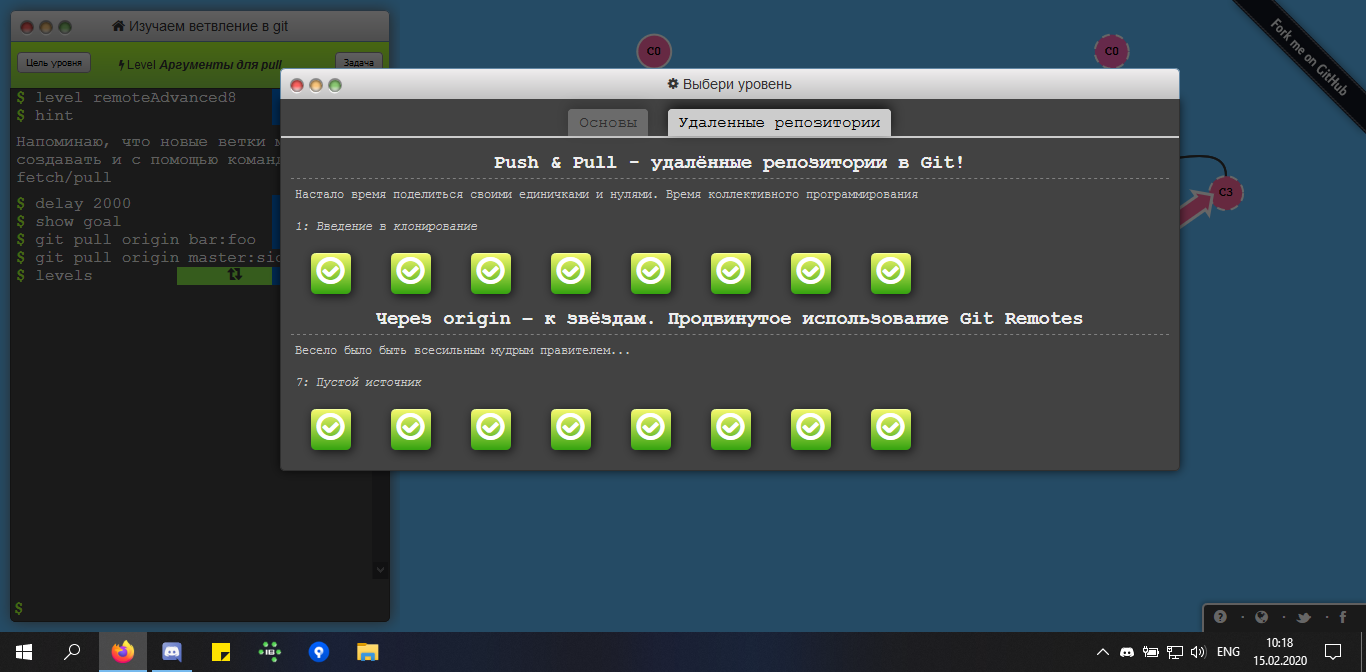 Изучаем ветвление в git
Цель уровня
Level Аргументы для pull
Задача
$ level remoteAdvanced8
$ hint
Напоминаю, что новые ветки
создавать и с помощью
fetch/pull
$ delay 2000
$ show goal
$ git pull origin bar:foo
$ git pull origin
$ levels
$
C0
C0
C3
Fork me on GitHub
Выбери уровень
Основы
Удаленные репозитории
Push & Pull - удалённые репозитории в Git!
Настало время поделиться своими единичками и нулями. Время коллективного программирования
1: Введение в клонирование
Через origin – к звёздам. Продвинутое использование Git Remotes
Весело было быть всесильным мудрым правителем...
7: Пустой источник
ENG
10:18
15.02.2020